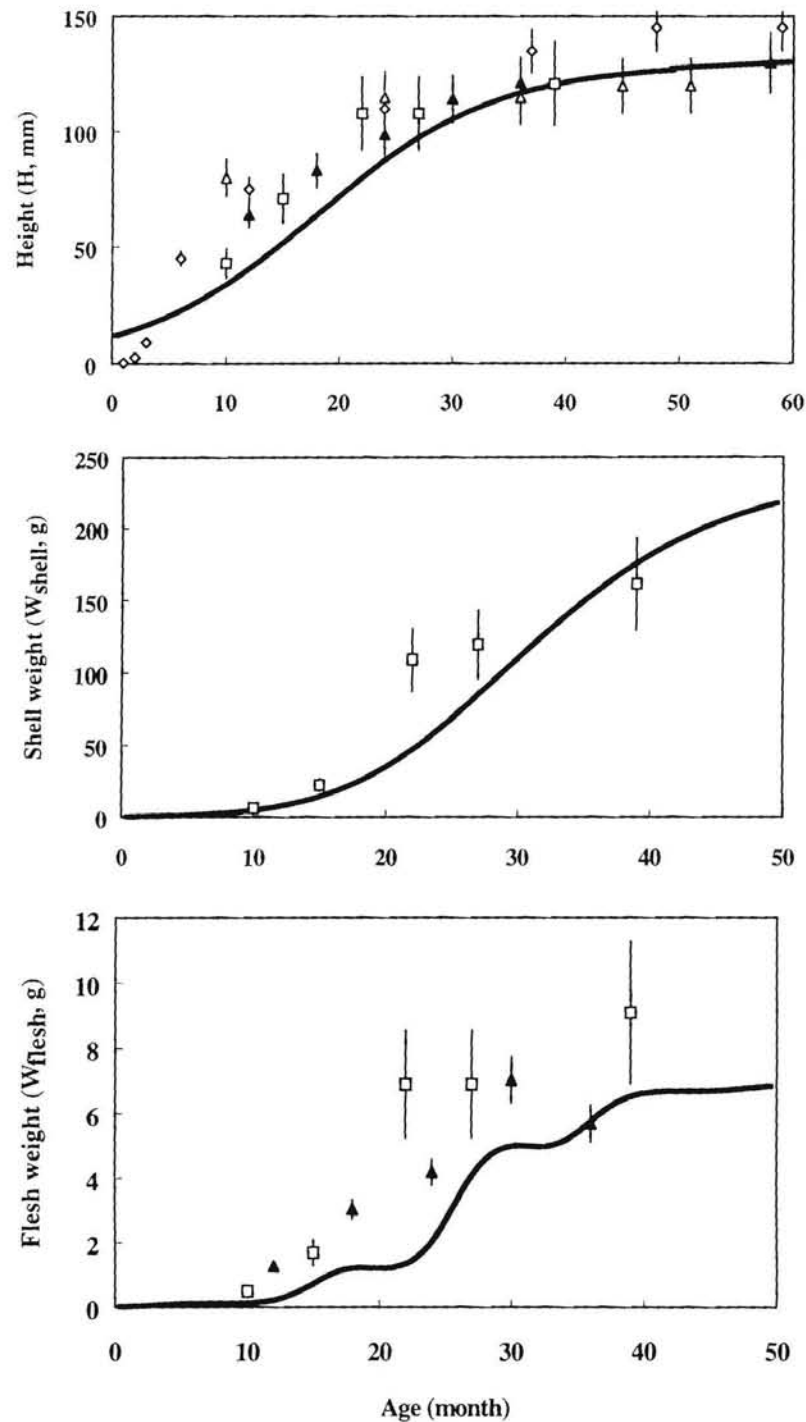 150
100
50
0
Height (H, mm)
0 10 20 30 40 50 60
250
200
150
100
50
0
Shell weight (Wshell, g)
0 10 20 30 40 50
12
10
8
6
4
2
0
Flesh weight (Wflesh, g)
0 10 20 30 40 50
Age (month)